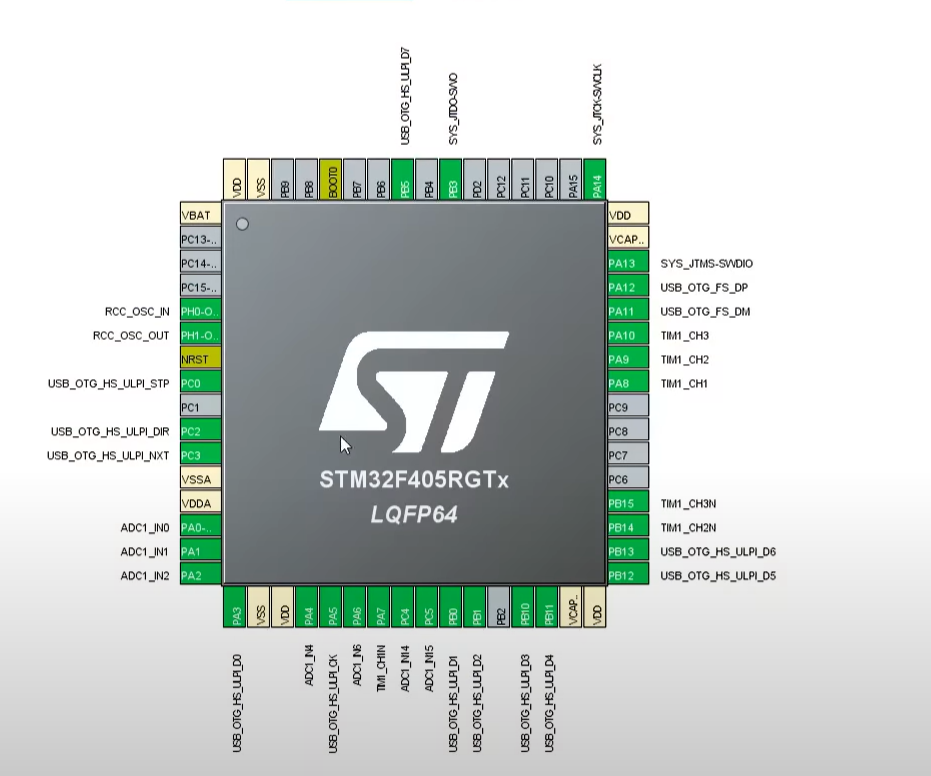 USB_OTG_HS_ULPI_D7
SYS_JTDO-SWO
SYS_JTCK-SWCLK
VDD
VSS
PB9
PB8
BOOT0
PB7
PB6
PB5
PB4
PB3
PD2
PC12
PC11
PC10
PA15
PA14
VBAT
PC13-..
PC14-..
PC15-..
RCC_OSC_IN PH0-O..
RCC_OSC_OUT PH1-O..
NRST
USB_OTG_HS_ULPI_STP PC0
PC1
USB_OTG_HS_ULPI_DIR PC2
USB_OTG_HS_ULPI_NXT PC3
VSSA
VDDA
ADC1_IN0 PA0-..
ADC1_IN1 PA1
ADC1_IN2 PA2
ST
STM32F405RGTx
LQFP64
VDD
VCAP..
PA13 SYS_JTMS-SWDIO
PA12 USB_OTG_FS_DP
PA11 USB_OTG_FS_DM
PA10 TIM1_CH3
PA9 TIM1_CH2
PA8 TIM1_CH1
PC9
PC8
PC7
PC6
PB15 TIM1_CH3N
PB14 TIM1_CH2N
PB13 USB_OTG_HS_ULPI_D6
PB12 USB_OTG_HS_ULPI_D5
PA3
VSS
VDD
PA4
PA5
PA6
PA7
PC4
PC5
PB0
PB1
PB2
PB10
PB11
VCAP..
VDD
USB_OTG_HS_ULPI_D0
ADC1_IN4
USB_OTG_HS_ULPI_CK
ADC1_IN6
TIM1_CH1N
ADC1_IN14
ADC1_IN15
USB_OTG_HS_ULPI_D1
USB_OTG_HS_ULPI_D2
USB_OTG_HS_ULPI_D3
USB_OTG_HS_ULPI_D4